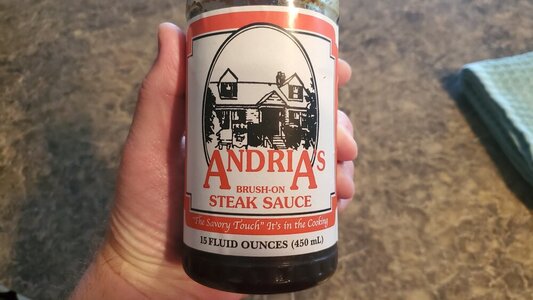 ANDRIA'S
BRUSH-ON
STEAK SAUCE
"The Savory Touch" It's in the Cooking
15 FLUID OUNCES (450 mL)